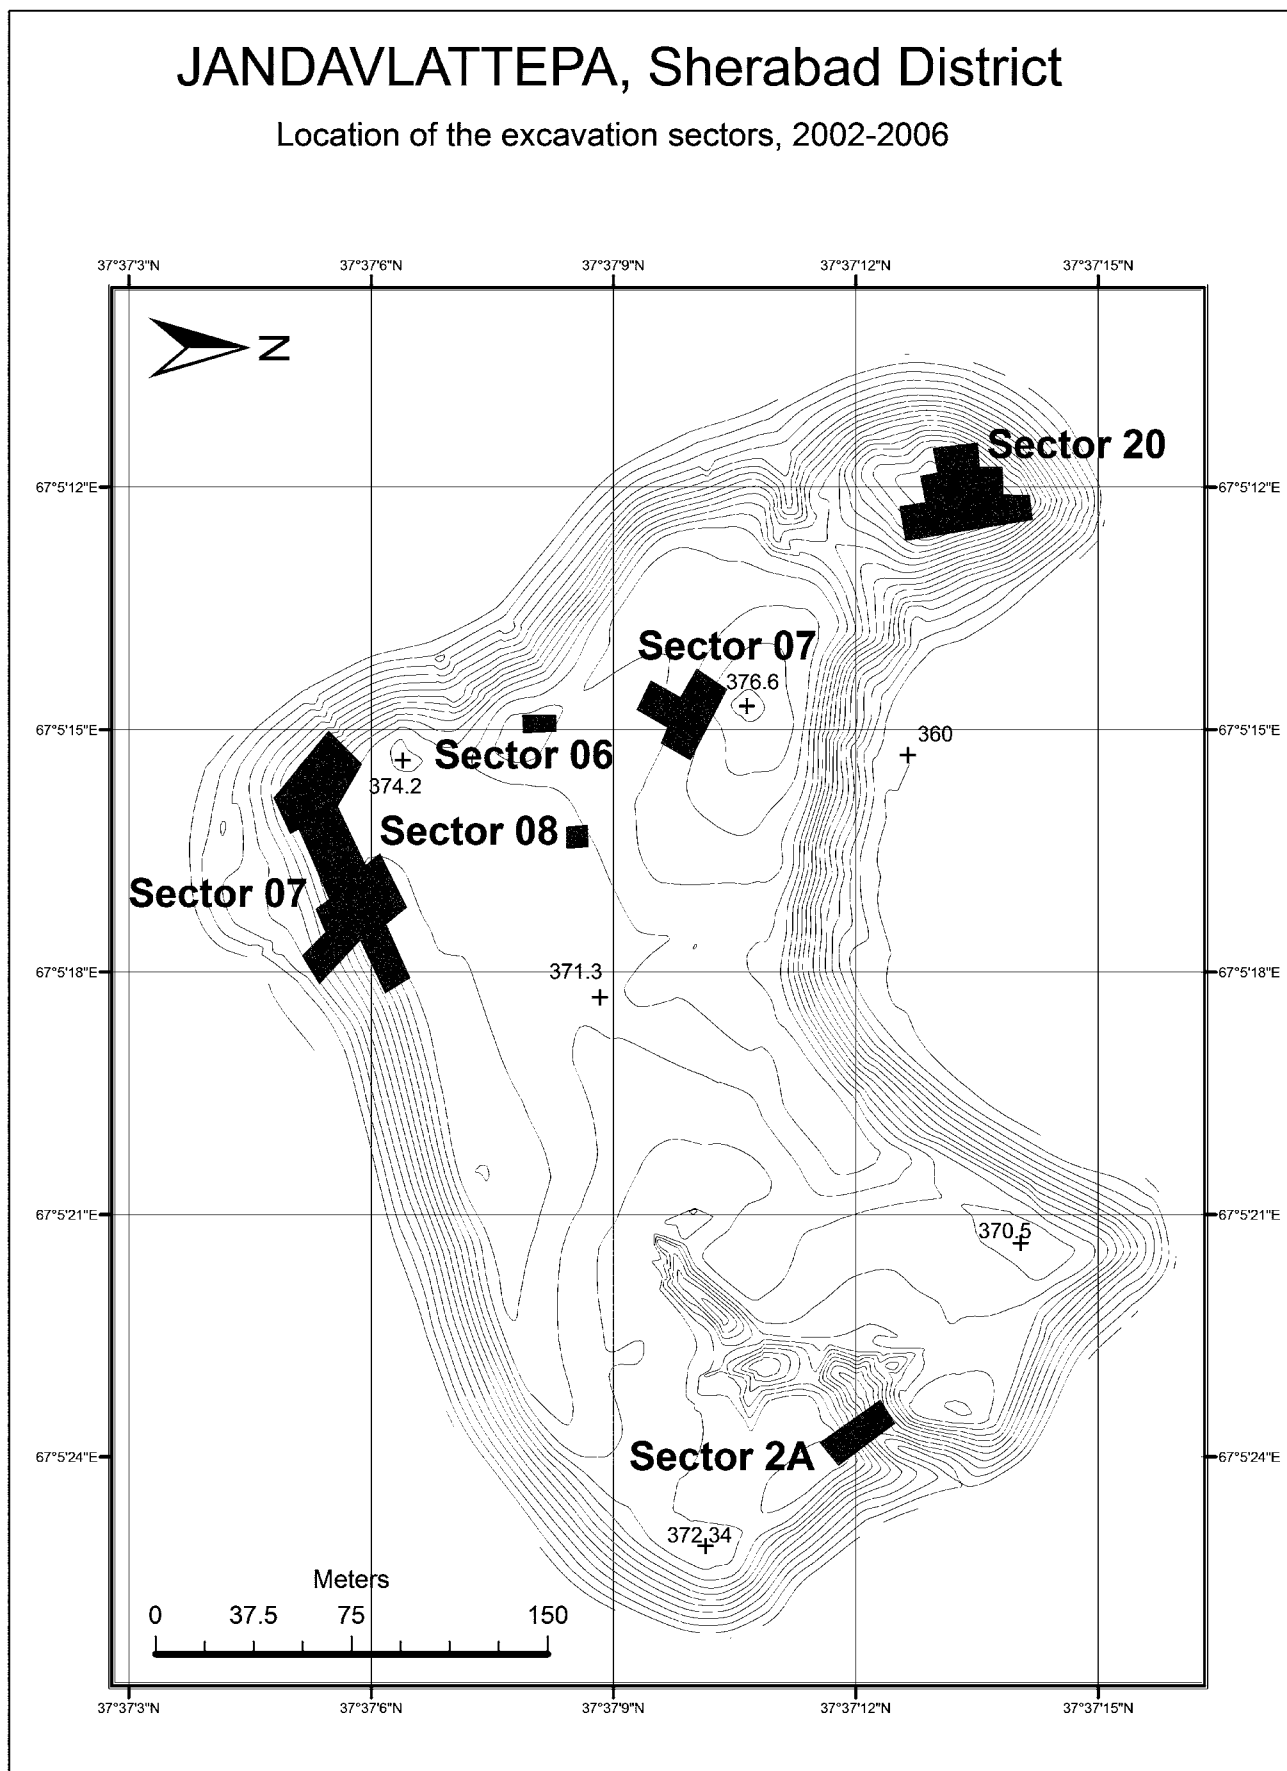 JANDAVLATTEPA, Sherabad District
Location of the excavation sectors, 2002-2006
37°37'3"N 37°37'6"N 37°37'9"N 37°37'12"N 37°37'15"N
N
Sector 20
67°5'12"E 67°5'12"E
Sector 07
376.6
67°5'15"E 67°5'15"E
360
Sector 06
374.2
Sector 08
Sector 07
67°5'18"E 371.3 67°5'18"E
67°5'21"E 67°5'21"E
370.5
67°5'24"E Sector 2A 67°5'24"E
372.34
Meters
0 37.5 75 150
37°37'3"N 37°37'6"N 37°37'9"N 37°37'12"N 37°37'15"N